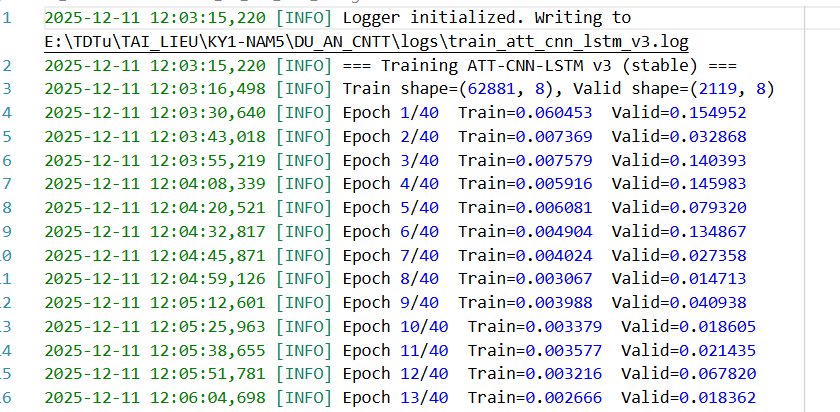 1 2025-12-11 12:03:15,220 [INFO] Logger initialized. Writing to
E:\TDTu\TAI_LIEU\KY1-NAM5\DU_AN_CNTT\logs\train_att_cnn_lstm_v3.log
2 2025-12-11 12:03:15,220 [INFO] === Training ATT-CNN-LSTM v3 (stable) ===
3 2025-12-11 12:03:16,498 [INFO] Train shape=(62881, 8), Valid shape=(2119, 8)
4 2025-12-11 12:03:30,640 [INFO] Epoch 1/40  Train=0.060453  Valid=0.154952
5 2025-12-11 12:03:43,018 [INFO] Epoch 2/40  Train=0.007369  Valid=0.032868
6 2025-12-11 12:03:55,219 [INFO] Epoch 3/40  Train=0.007579  Valid=0.140393
7 2025-12-11 12:04:08,339 [INFO] Epoch 4/40  Train=0.005916  Valid=0.145983
8 2025-12-11 12:04:20,521 [INFO] Epoch 5/40  Train=0.006081  Valid=0.079320
9 2025-12-11 12:04:32,817 [INFO] Epoch 6/40  Train=0.004904  Valid=0.134867
10 2025-12-11 12:04:45,871 [INFO] Epoch 7/40  Train=0.004024  Valid=0.027358
11 2025-12-11 12:04:59,126 [INFO] Epoch 8/40  Train=0.003067  Valid=0.014713
12 2025-12-11 12:05:12,601 [INFO] Epoch 9/40  Train=0.003988  Valid=0.040938
13 2025-12-11 12:05:25,963 [INFO] Epoch 10/40  Train=0.003379  Valid=0.018605
14 2025-12-11 12:05:38,655 [INFO] Epoch 11/40  Train=0.003577  Valid=0.021435
15 2025-12-11 12:05:51,781 [INFO] Epoch 12/40  Train=0.003216  Valid=0.067820
16 2025-12-11 12:06:04,698 [INFO] Epoch 13/40  Train=0.002666  Valid=0.018362